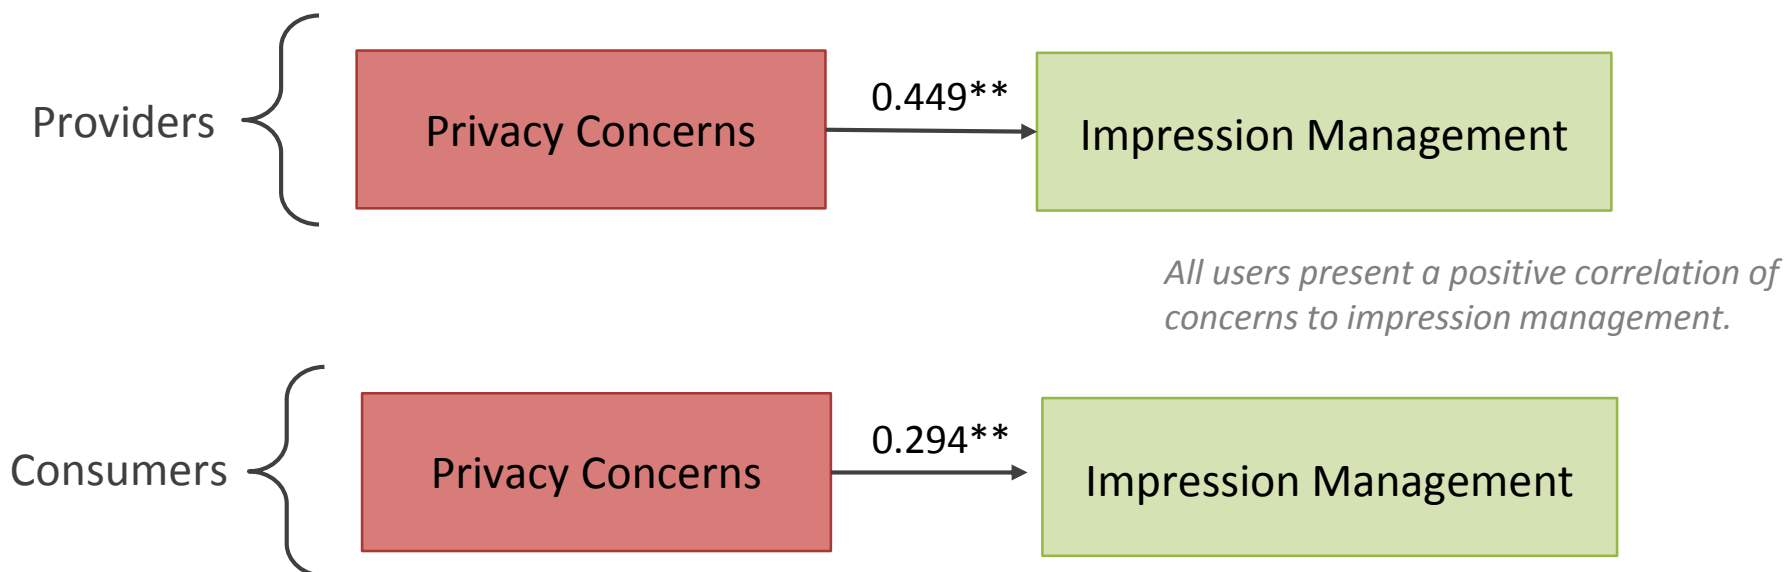 Providers
Privacy Concerns
0.449**
Impression Management
All users present a positive correlation of
concerns to impression management.
Consumers
Privacy Concerns
0.294**
Impression Management